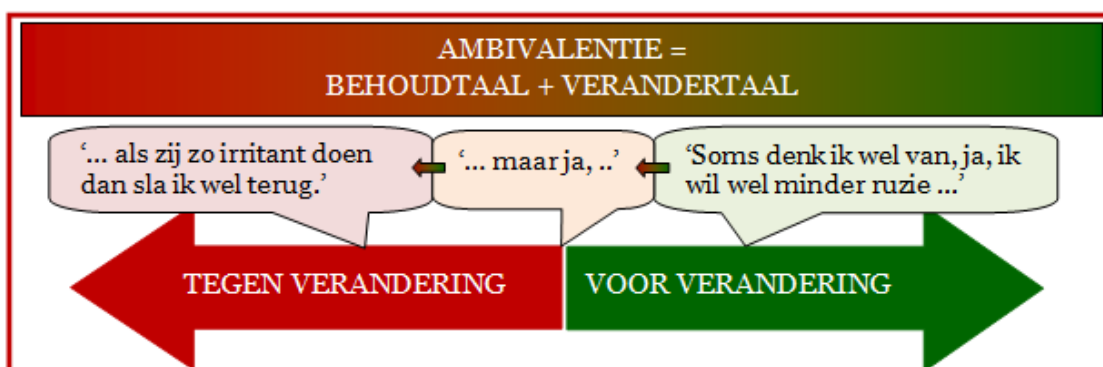 AMBIVALENTIE =
BEHOUDTAAL + VERANDERTAAL
‘... als zij zo irritant doen
dan sla ik wel terug.’
‘... maar ja, ..’
‘Soms denk ik wel van, ja, ik
wil wel minder ruzie ...’
TEGEN VERANDERING
VOOR VERANDERING